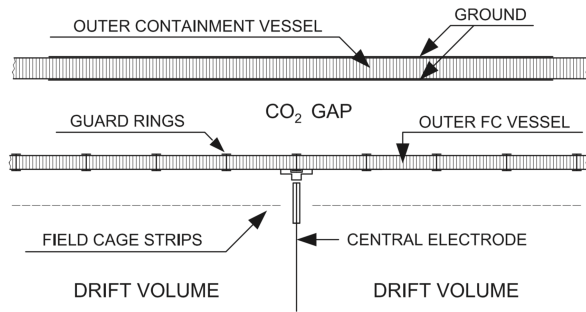 GROUND
OUTER CONTAINMENT VESSEL
CO₂ GAP
GUARD RINGS
OUTER FC VESSEL
FIELD CAGE STRIPS
CENTRAL ELECTRODE
DRIFT VOLUME
DRIFT VOLUME